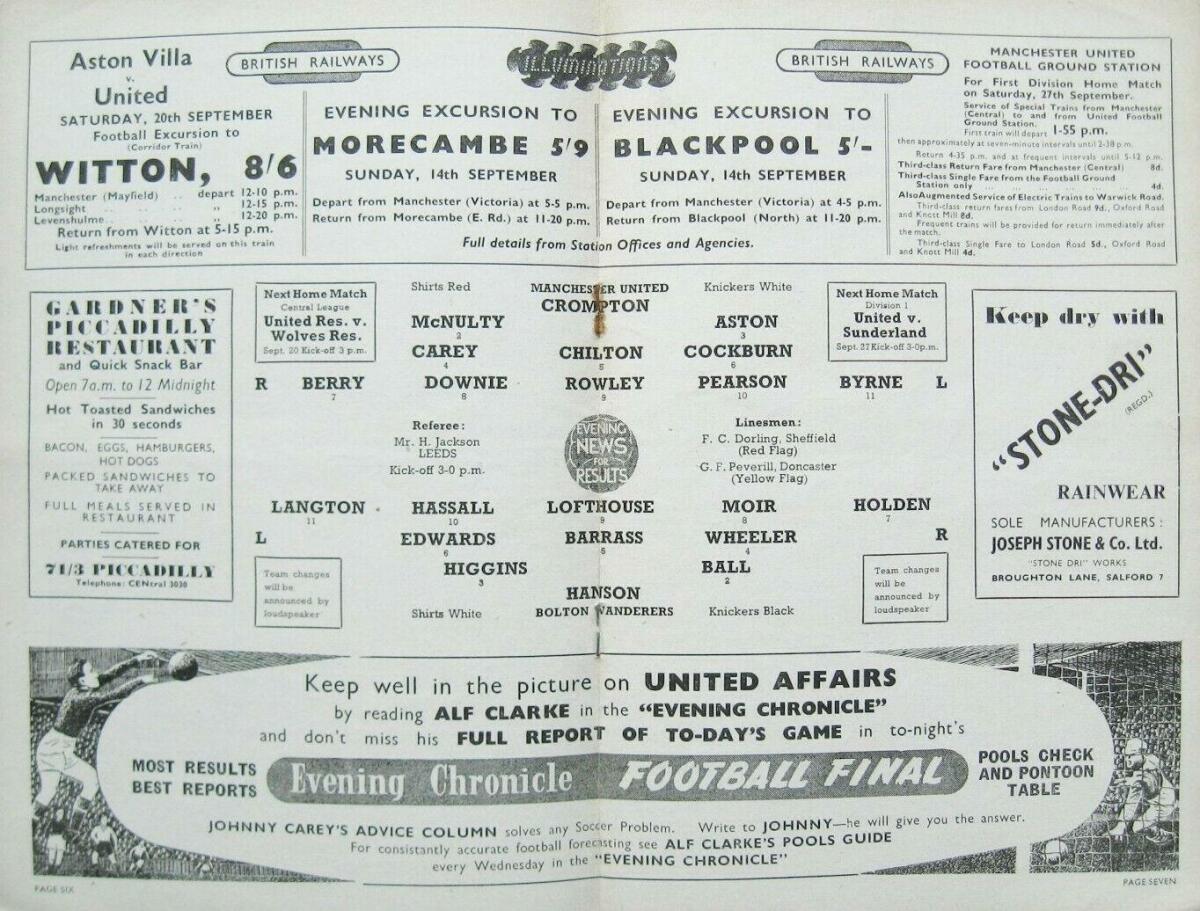 Aston Villa
v.
United
SATURDAY, 20th SEPTEMBER
Football Excursion to
(Corridor Train)
WITTON, 8/6
Manchester (Mayfield) .. depart 12-10 p.m.
Longsight .. .. .. .. „ 12-15 p.m.
Levenshulme .. .. .. „ 12-20 p.m.
Return from Witton at 5-15 p.m.
Light refreshments will be served on this train
in each direction
BRITISH RAILWAYS
ILLUMINATIONS
BRITISH RAILWAYS
EVENING EXCURSION TO
MORECAMBE 5'9
SUNDAY, 14th SEPTEMBER
Depart from Manchester (Victoria) at 5-5 p.m.
Return from Morecambe (E. Rd.) at 11-20 p.m.
EVENING EXCURSION TO
BLACKPOOL 5'-
SUNDAY, 14th SEPTEMBER
Depart from Manchester (Victoria) at 4-5 p.m.
Return from Blackpool (North) at 11-20 p.m.
Full details from Station Offices and Agencies.
MANCHESTER UNITED
FOOTBALL GROUND STATION
For First Division Home Match
on Saturday, 27th September.
Service of Special Trains from Manchester
(Central) to and from United Football
Ground Station.
First train will depart 1-55 p.m.
then approximately at seven-minute intervals until 2-38 p.m.
Return 4-35 p.m. and at frequent intervals until 5-12 p.m.
Third-class Return Fare from Manchester (Central) 8d.
Third-class Single Fare from the Football Ground
Station only ... ... ... ... ... 4d.
Also Augmented Service of Electric Trains to Warwick Road.
Third-class return fares from London Road 9d., Oxford Road
and Knott Mill 8d.
Frequent trains will be provided for return immediately after
the match.
Third-class Single Fare to London Road 5d., Oxford Road
and Knott Mill 4d.
GARDNER'S
PICCADILLY
RESTAURANT
and Quick Snack Bar
Open 7a.m. to 12 Midnight
Hot Toasted Sandwiches
in 30 seconds
BACON, EGGS, HAMBURGERS,
HOT DOGS
PACKED SANDWICHES TO
TAKE AWAY
FULL MEALS SERVED IN
RESTAURANT
PARTIES CATERED FOR
71/3 PICCADILLY
Telephone: CENtral 3030
Next Home Match
Central League
United Res. v.
Wolves Res.
Sept. 20 Kick-off 3 p.m.
Shirts Red
MANCHESTER UNITED
Knickers White
CROMPTON
Next Home Match
Division 1
United v.
Sunderland
Sept. 27 Kick-off 3-0 p.m.
McNULTY ASTON
2 3
CAREY CHILTON COCKBURN
4 5 6
R BERRY DOWNIE ROWLEY PEARSON BYRNE L
7 8 9 10 11
Referee:
Mr. H. Jackson
LEEDS
Kick-off 3-0 p.m.
EVENING
NEWS
FOR
RESULTS
Linesmen:
F. C. Dorling, Sheffield
(Red Flag)
G. F. Peverill, Doncaster
(Yellow Flag)
LANGTON HASSALL LOFTHOUSE MOIR HOLDEN
11 10 9 8 7
L EDWARDS BARRASS WHEELER R
6 5 4
HIGGINS BALL
3 2
HANSON
Team changes
will be
announced by
loudspeaker
Shirts White
BOLTON WANDERERS
Knickers Black
Team changes
will be
announced by
loudspeaker
Keep dry with
"STONE-DRI"
(REGD.)
RAINWEAR
SOLE MANUFACTURERS:
JOSEPH STONE & Co. Ltd.
"STONE DRI" WORKS
BROUGHTON LANE, SALFORD 7
Keep well in the picture on UNITED AFFAIRS
by reading ALF CLARKE in the "EVENING CHRONICLE"
and don't miss his FULL REPORT OF TO-DAY'S GAME in to-night's
MOST RESULTS
BEST REPORTS
Evening Chronicle FOOTBALL FINAL
POOLS CHECK
AND PONTOON
TABLE
JOHNNY CAREY'S ADVICE COLUMN solves any Soccer Problem. Write to JOHNNY—he will give you the answer.
For consistantly accurate football forecasting see ALF CLARKE'S POOLS GUIDE
every Wednesday in the "EVENING CHRONICLE"
PAGE SIX
PAGE SEVEN